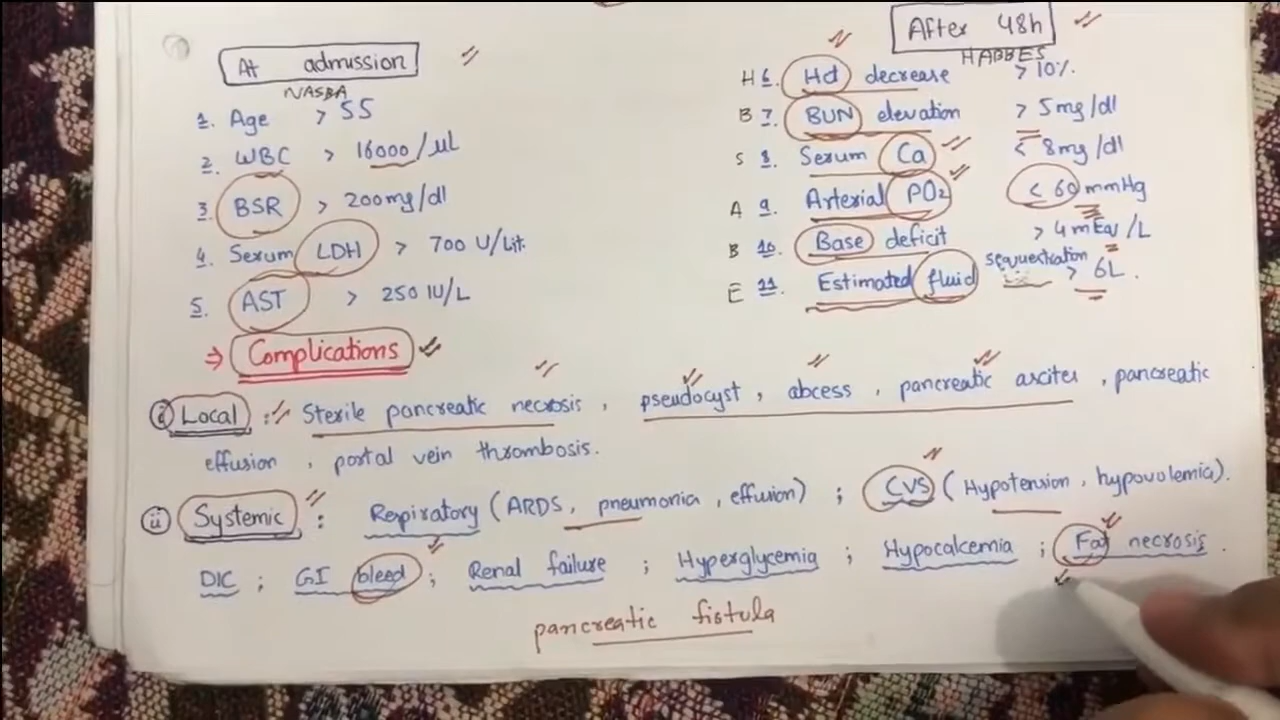 At admission
NASBA
1. Age > 55
2. WBC > 16000/µl
3. BSR > 200mg/dl
4. Serum LDH > 700 U/Lit
5. AST > 250 IU/L
After 48h
HABBES
H 6. Hct decrease > 10%
B 7. BUN elevation > 5mg/dl
S 8. Serum Ca < 8mg/dl
A 9. Arterial PO2 < 60 mmHg
B 10. Base deficit > 4mEq/L
E 11. Estimated fluid sequestration > 6L.
⇒ Complications
i Local : Sterile pancreatic necrosis, pseudocyst, abcess, pancreatic ascites, pancreatic
effusion, portal vein thrombosis.
ii Systemic : Respiratory (ARDS, pneumonia, effusion) ; CVS (Hypotension, hypovolemia).
DIC ; GI bleed ; Renal failure ; Hyperglycemia ; Hypocalcemia ; Fat necrosis.
pancreatic fistula